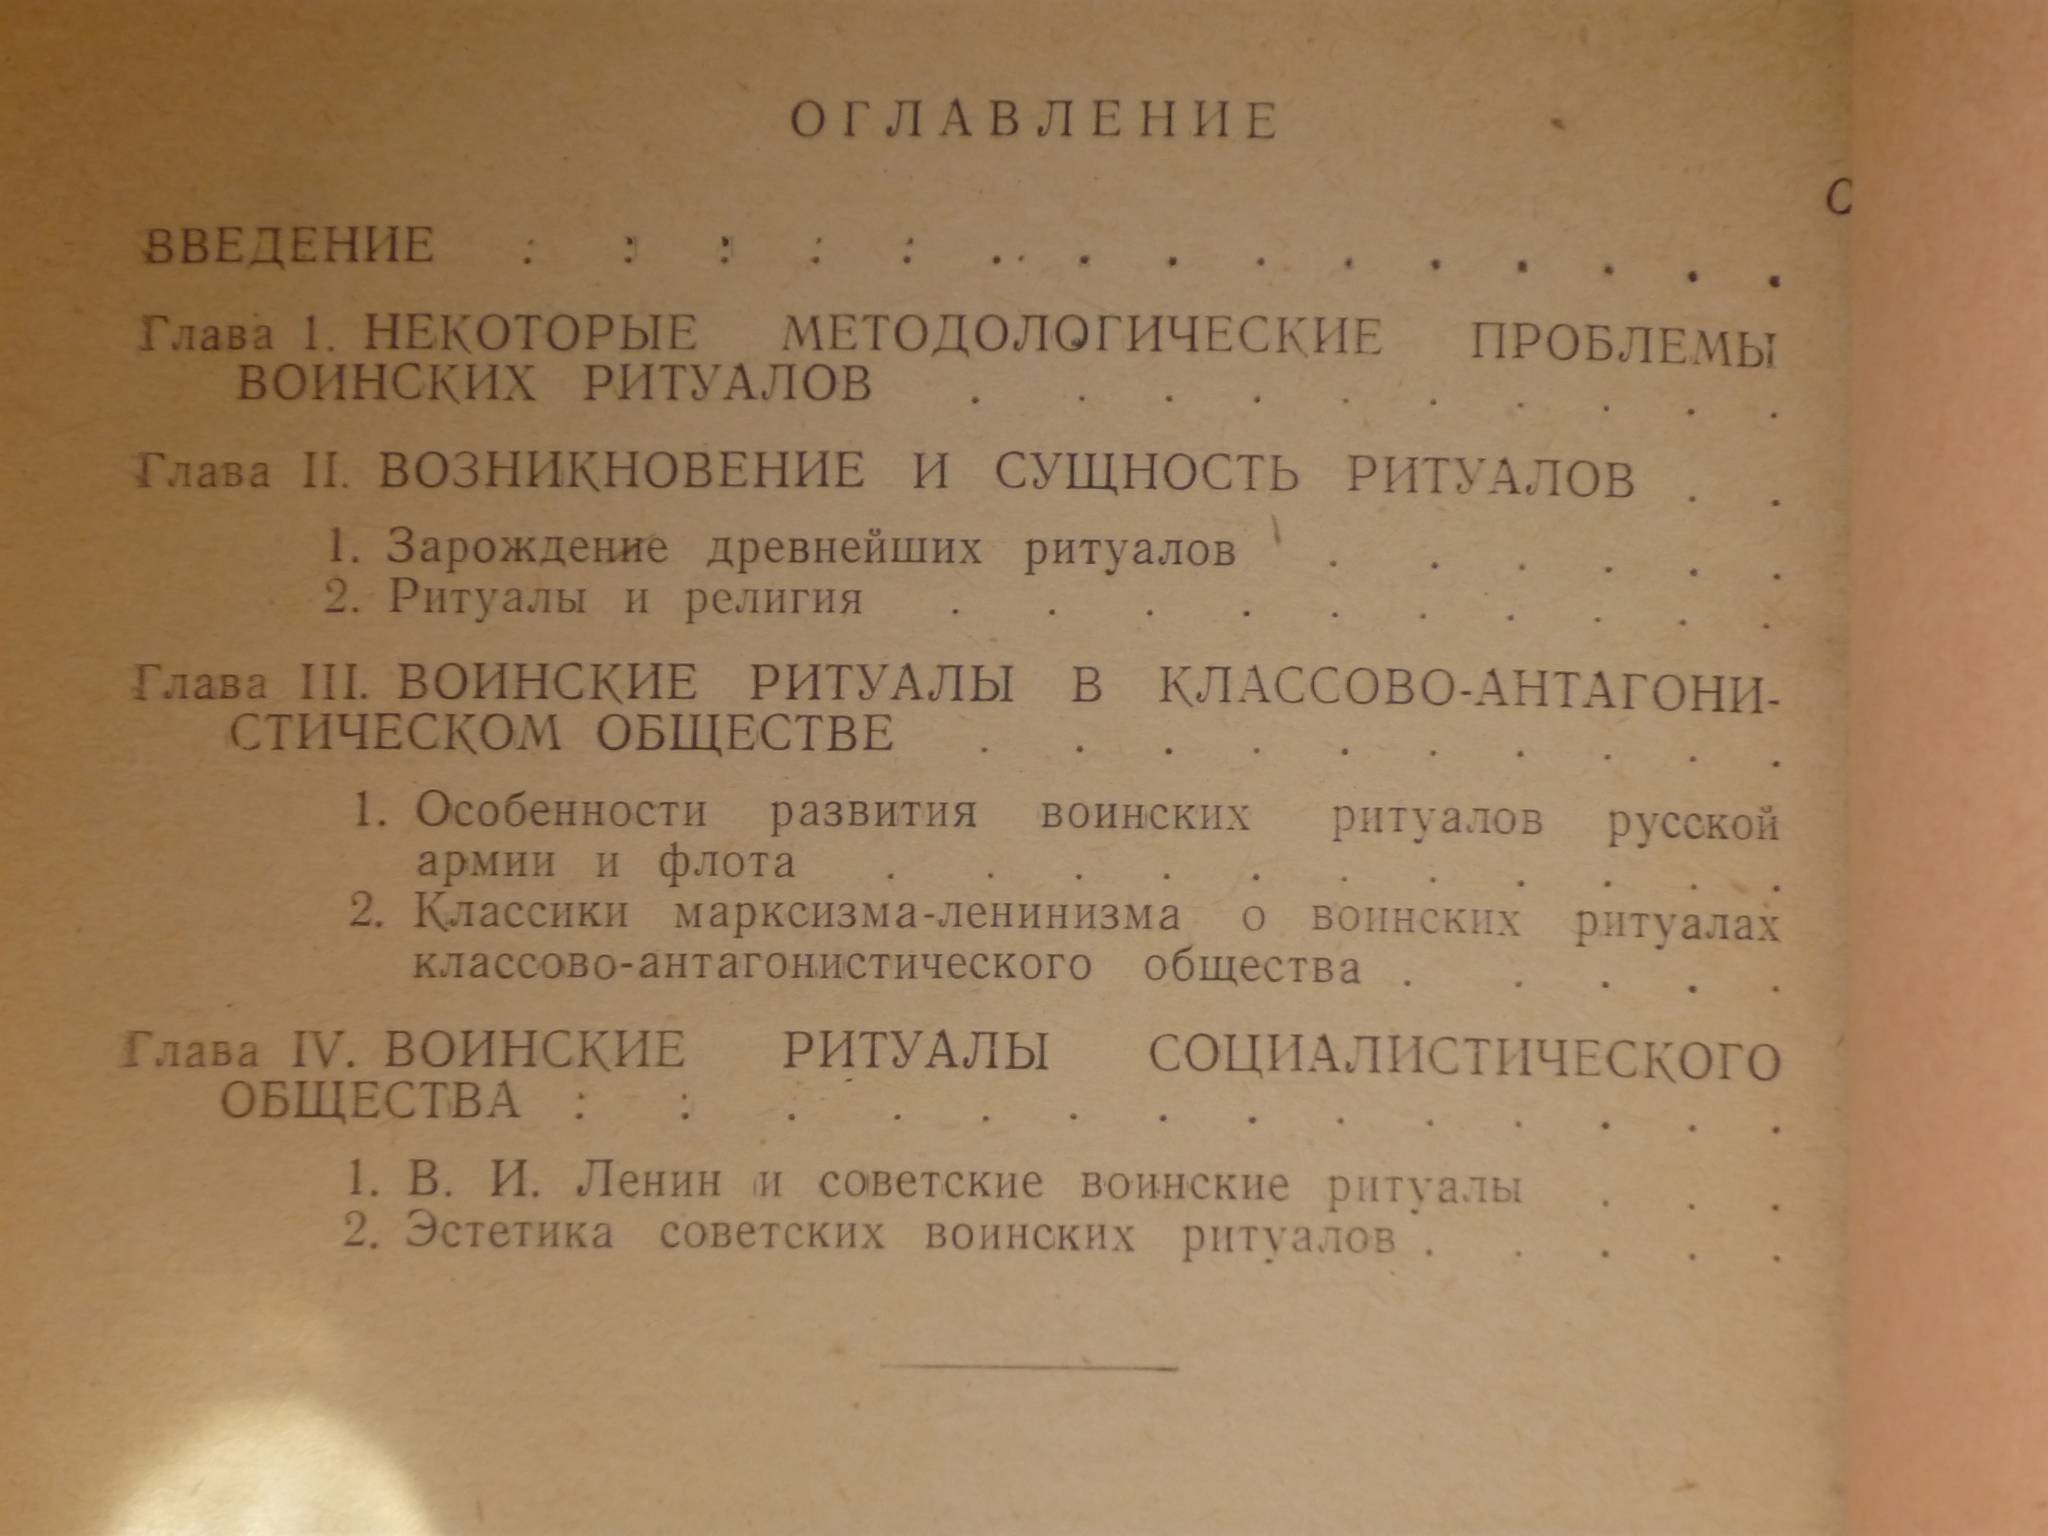 ОГЛАВЛЕНИЕ
С
ВВЕДЕНИЕ : : : : : . . . . . . . . . .
Глава I. НЕКОТОРЫЕ МЕТОДОЛОГИЧЕСКИЕ ПРОБЛЕМЫ
ВОИНСКИХ РИТУАЛОВ . . . . . . . . . .
Глава II. ВОЗНИКНОВЕНИЕ И СУЩНОСТЬ РИТУАЛОВ . .
1. Зарождение древнейших ритуалов . . . . . .
2. Ритуалы и религия . . . . . . . . . .
Глава III. ВОИНСКИЕ РИТУАЛЫ В КЛАССОВО-АНТАГОНИ-
СТИЧЕСКОМ ОБЩЕСТВЕ . . . . . . . . . .
1. Особенности развития воинских ритуалов русской
армии и флота . . . . . . . . . . .
2. Классики марксизма-ленинизма о воинских ритуалах
классово-антагонистического общества . . . . .
Глава IV. ВОИНСКИЕ РИТУАЛЫ СОЦИАЛИСТИЧЕСКОГО
ОБЩЕСТВА : : . . . . . . . . . . . .
1. В. И. Ленин и советские воинские ритуалы . . .
2. Эстетика советских воинских ритуалов . . . . .